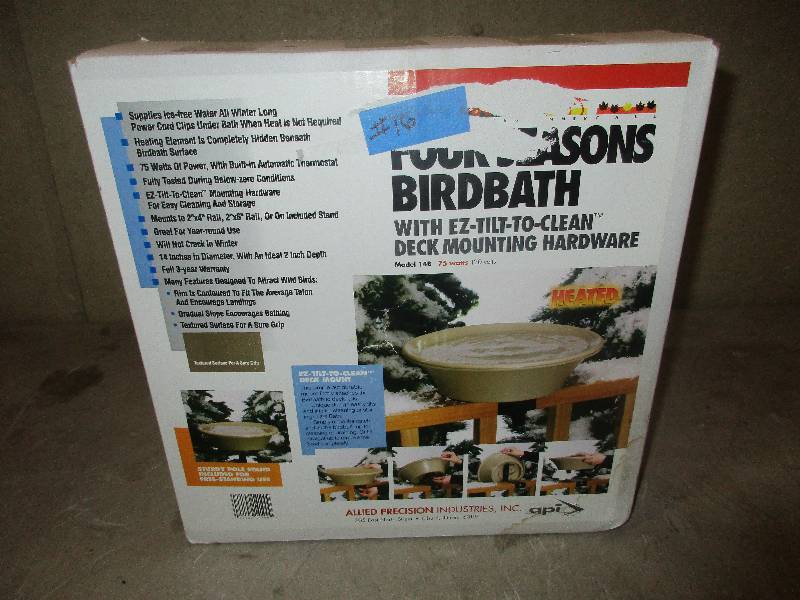 Supplies Ice-free Water All Winter Long
Power Cord Clips Under Bath When Heat is Not Required
Heating Element Is Completely Hidden Beneath
Birdbath Surface
75 Watts Of Power, With Built-in Automatic Thermostat
Fully Tested During Below-zero Conditions
EZ-Tilt-To-Clean™ Mounting Hardware
For Easy Cleaning And Storage
Mounts to 2"x4" Rail, 2"x6" Rail, Or On Included Stand
Great For Year-round Use
Will Not Crack in Winter
14 Inches in Diameter, With An Ideal 2 Inch Depth
Full 3-year Warranty
Many Features Designed To Attract Wild Birds:
• Rim Is Contoured To Fit The Average Talon
And Encourage Landings
• Gradual Slope Encourages Bathing
• Textured Surface For A Sure Grip
Textured Surface For A Sure Grip
#16
FOUR SEASONS
BIRDBATH
WITH EZ-TILT-TO-CLEAN™
DECK MOUNTING HARDWARE
Model 14B 75 watts
HEATED
EZ-TILT-TO-CLEAN™
DECK MOUNT
STURDY POLE STAND
INCLUDED FOR
FREE-STANDING USE
ALLIED PRECISION INDUSTRIES, INC.
api